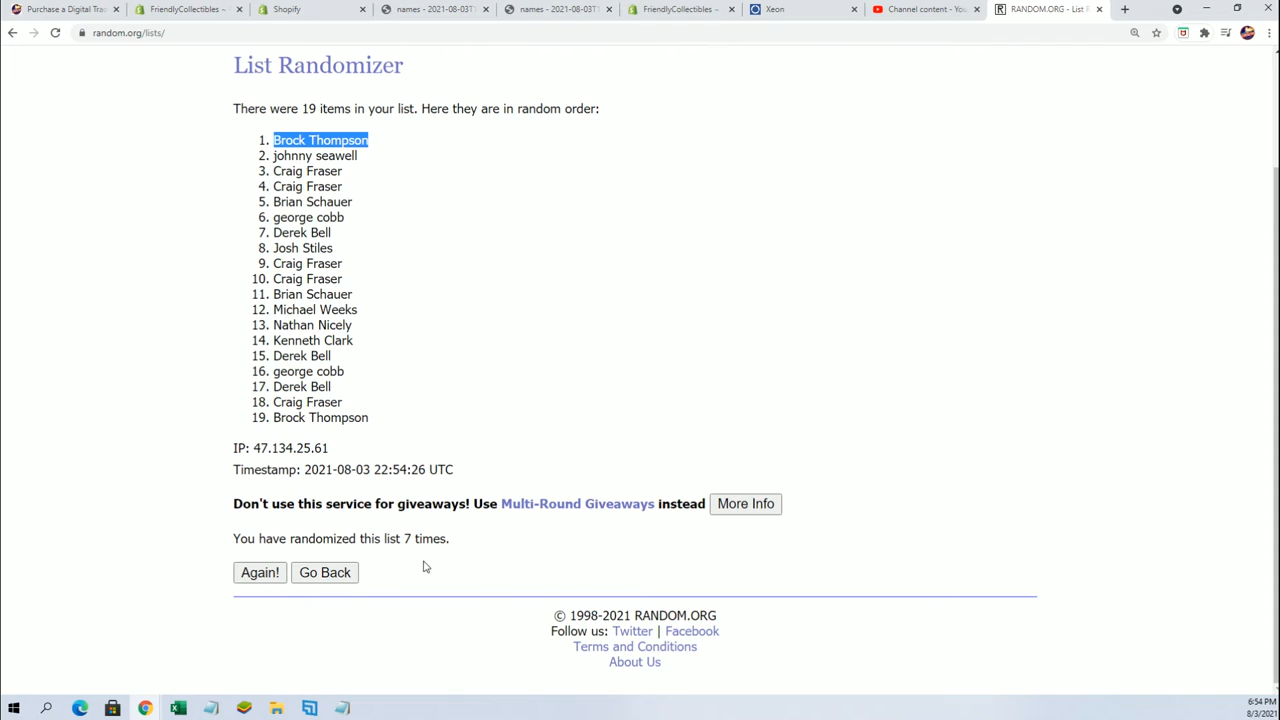 Purchase a Digital Trad
FriendlyCollectibles ~
Shopify
names - 2021-08-03T1
names - 2021-08-03T1
FriendlyCollectibles ~
Xeon
Channel content - You
RANDOM.ORG - List R
random.org/lists/
List Randomizer
There were 19 items in your list. Here they are in random order:
1. Brock Thompson
2. johnny seawell
3. Craig Fraser
4. Craig Fraser
5. Brian Schauer
6. george cobb
7. Derek Bell
8. Josh Stiles
9. Craig Fraser
10. Craig Fraser
11. Brian Schauer
12. Michael Weeks
13. Nathan Nicely
14. Kenneth Clark
15. Derek Bell
16. george cobb
17. Derek Bell
18. Craig Fraser
19. Brock Thompson
IP: 47.134.25.61
Timestamp: 2021-08-03 22:54:26 UTC
Don't use this service for giveaways! Use Multi-Round Giveaways instead More Info
You have randomized this list 7 times.
Again! Go Back
© 1998-2021 RANDOM.ORG
Follow us: Twitter | Facebook
Terms and Conditions
About Us
6:54 PM
8/3/2021